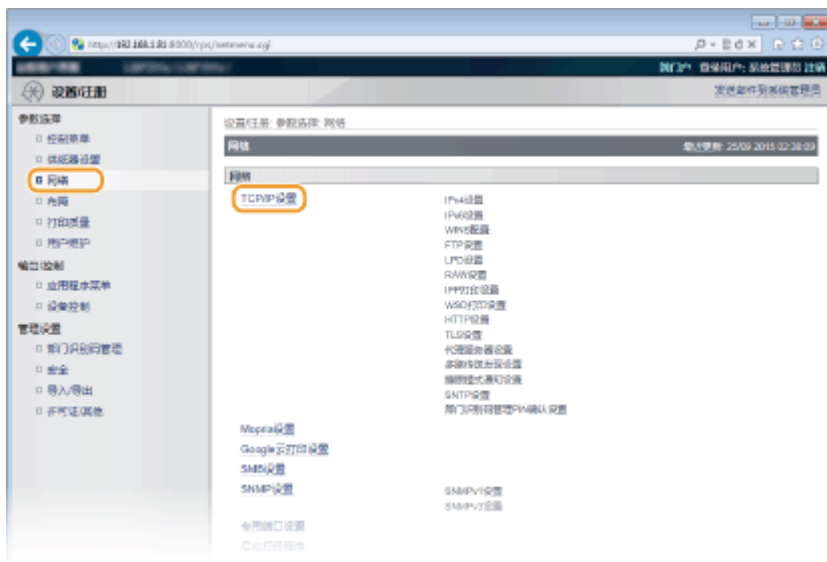 http://192.168.1.81:8000/rps/netmenu.cgi
到门户 登录用户: 系统管理员 注销
设置/注册
发送邮件到系统管理员
参数选择
控制菜单
供纸器设置
网络
布局
打印质量
用户维护
输出/控制
应用程序菜单
设备控制
管理设置
部门识别码管理
安全
导入/导出
许可证/其他
设置/注册: 参数选择: 网络
网络
最近更新: 25/09 2015 02:38:09
网络
TCP/IP设置
IPv4设置
IPv6设置
WINS配置
FTP设置
LPD设置
RAW设置
IPP打印设置
WSD打印设置
HTTP设置
TLS设置
代理服务器设置
多路传送发现设置
睡眠模式通知设置
SNTP设置
部门识别码管理PIN确认设置
Mopria设置
Google云打印设置
SMB设置
SNMP设置
SNMPv1设置
SNMPv3设置
专用端口设置